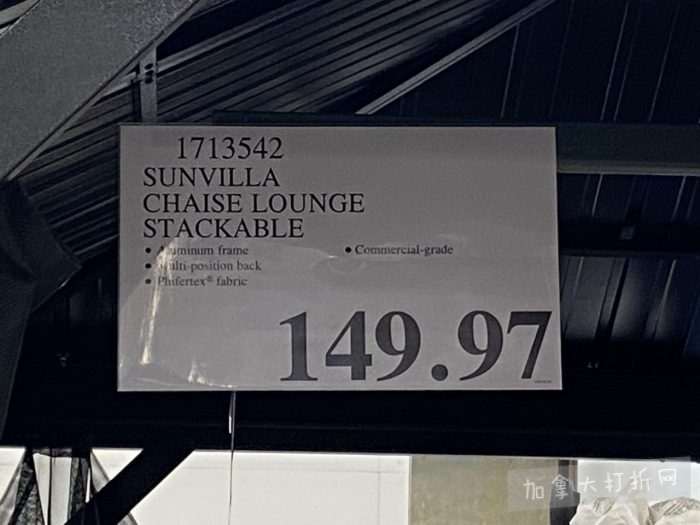 1713542
SUNVILLA
CHAISE LOUNGE
STACKABLE
• Aluminum frame
• Commercial-grade
• Multi-position back
• Phifertex® fabric
149.97
加拿大打折网